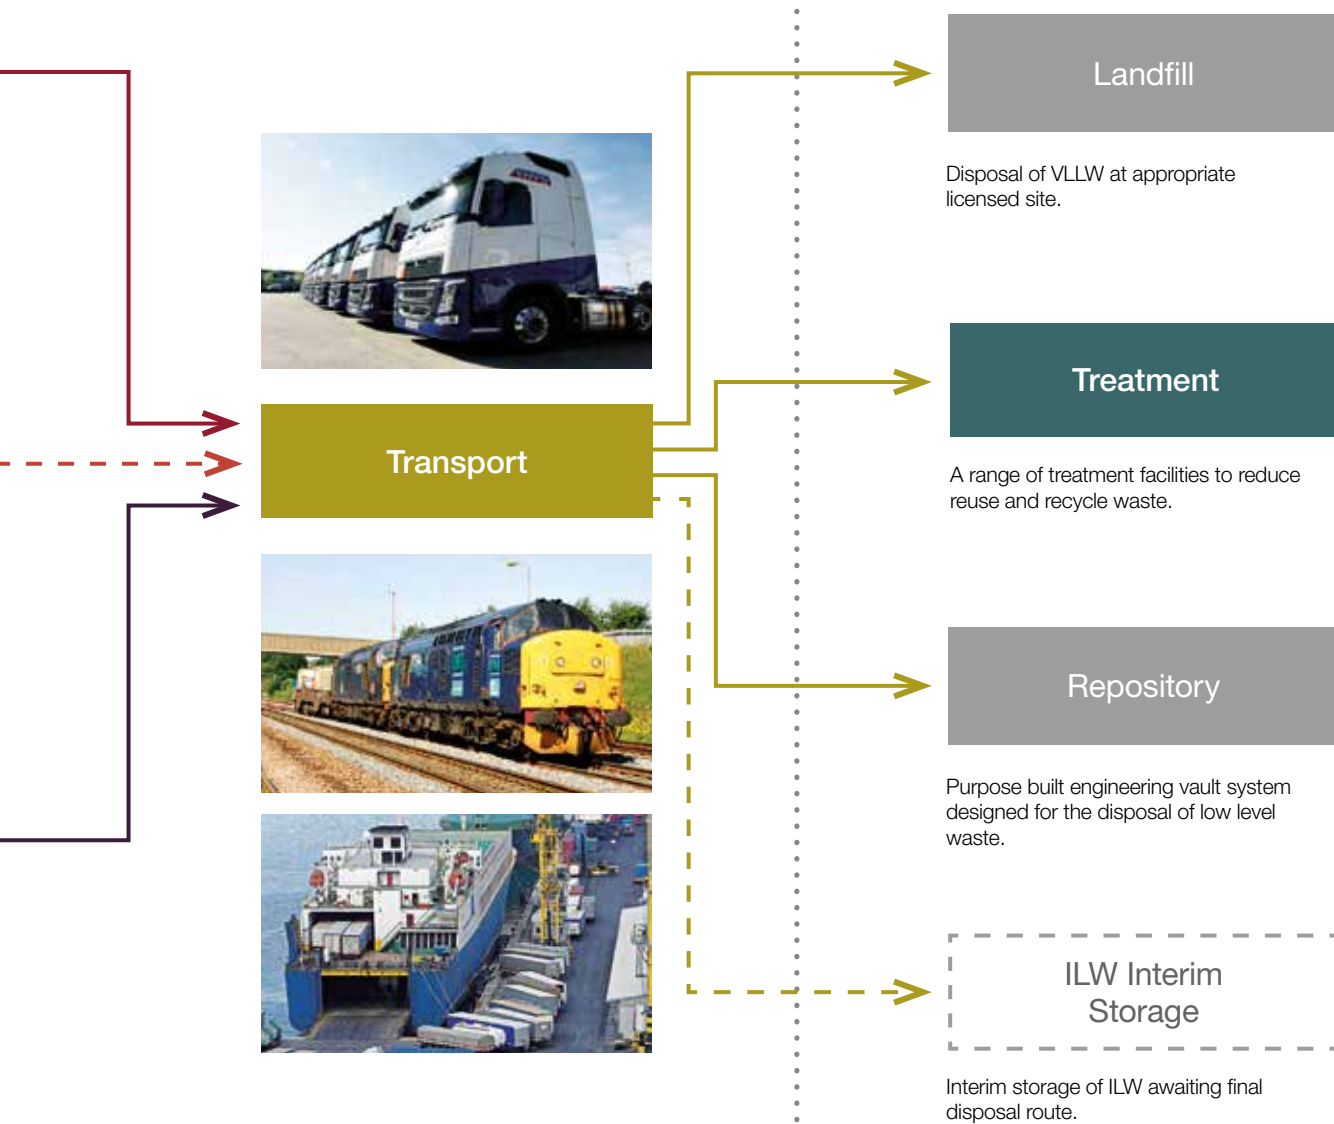 Landfill
Disposal of VLLW at appropriate
licensed site.
Transport
Treatment
A range of treatment facilities to reduce
reuse and recycle waste.
Repository
Purpose built engineering vault system
designed for the disposal of low level
waste.
ILW Interim
Storage
Interim storage of ILW awaiting final
disposal route.